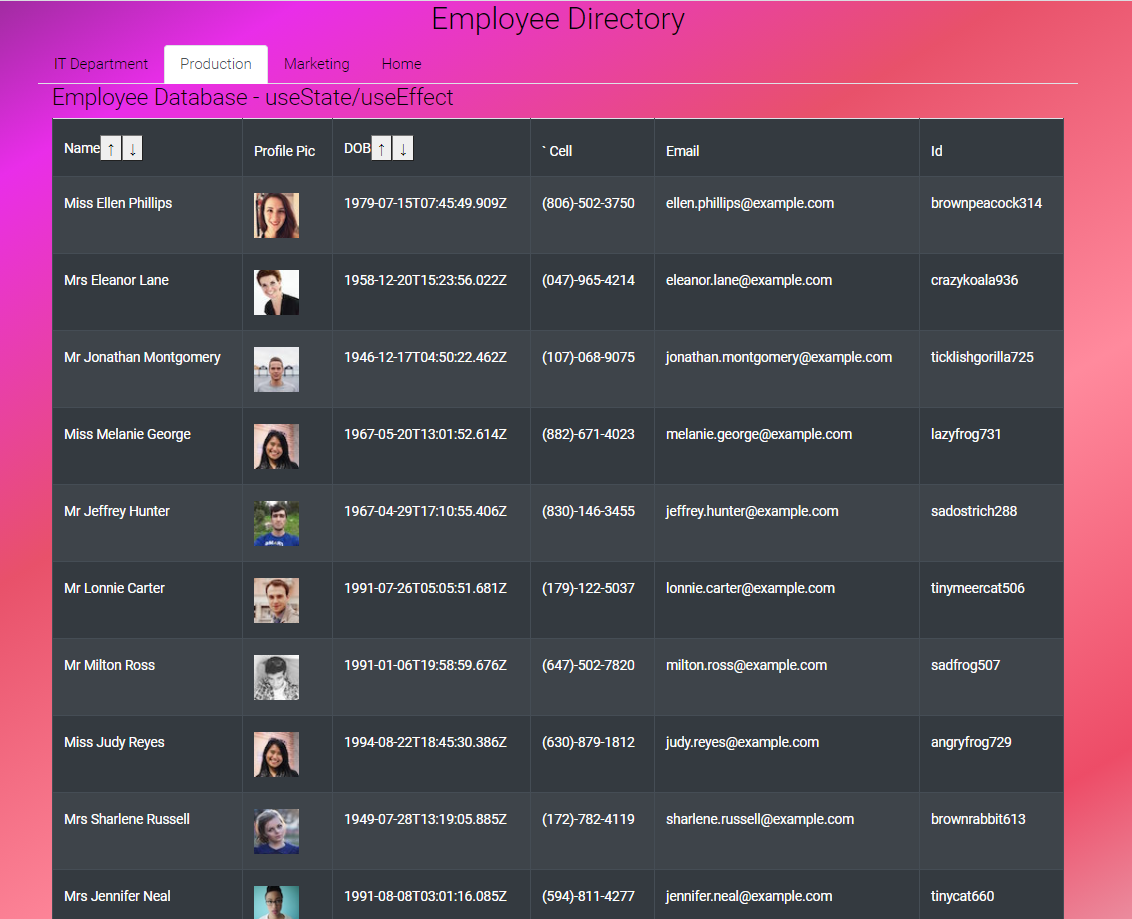 Employee Directory
IT Department Production Marketing Home
Employee Database - useState/useEffect
Name ↑ ↓ Profile Pic DOB ↑ ↓ ` Cell Email Id
Miss Ellen Phillips 1979-07-15T07:45:49.909Z (806)-502-3750 ellen.phillips@example.com brownpeacock314
Mrs Eleanor Lane 1958-12-20T15:23:56.022Z (047)-965-4214 eleanor.lane@example.com crazykoala936
Mr Jonathan Montgomery 1946-12-17T04:50:22.462Z (107)-068-9075 jonathan.montgomery@example.com ticklishgorilla725
Miss Melanie George 1967-05-20T13:01:52.614Z (882)-671-4023 melanie.george@example.com lazyfrog731
Mr Jeffrey Hunter 1967-04-29T17:10:55.406Z (830)-146-3455 jeffrey.hunter@example.com sadostrich288
Mr Lonnie Carter 1991-07-26T05:05:51.681Z (179)-122-5037 lonnie.carter@example.com tinymeercat506
Mr Milton Ross 1991-01-06T19:58:59.676Z (647)-502-7820 milton.ross@example.com sadfrog507
Miss Judy Reyes 1994-08-22T18:45:30.386Z (630)-879-1812 judy.reyes@example.com angryfrog729
Mrs Sharlene Russell 1949-07-28T13:19:05.885Z (172)-782-4119 sharlene.russell@example.com brownrabbit613
Mrs Jennifer Neal 1991-08-08T03:01:16.085Z (594)-811-4277 jennifer.neal@example.com tinycat660